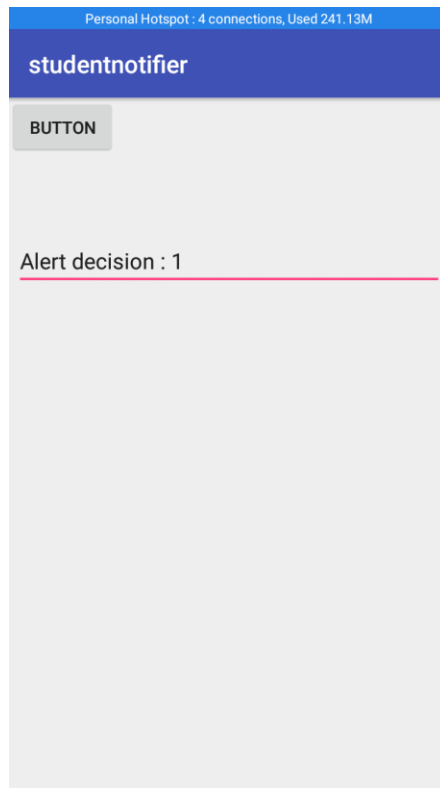 Personal Hotspot : 4 connections, Used 241.13M
studentnotifier
BUTTON
Alert decision : 1